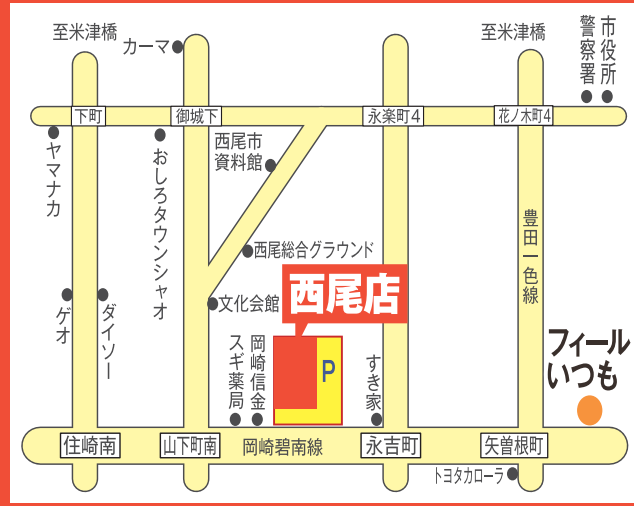 至米津橋
カーマ
至米津橋
警察署
市役所
下町
御城下
永楽町4
花ノ木町4
ヤマナカ
おしろタウンシャオ
西尾市
資料館
豊田一色線
西尾総合グラウンド
西尾店
文化会館
ゲオ
ダイソー
スギ薬局
岡崎信金
P
すき家
フィール
いつも
住崎南
山下町南
岡崎碧南線
永吉町
矢曽根町
トヨタカローラ